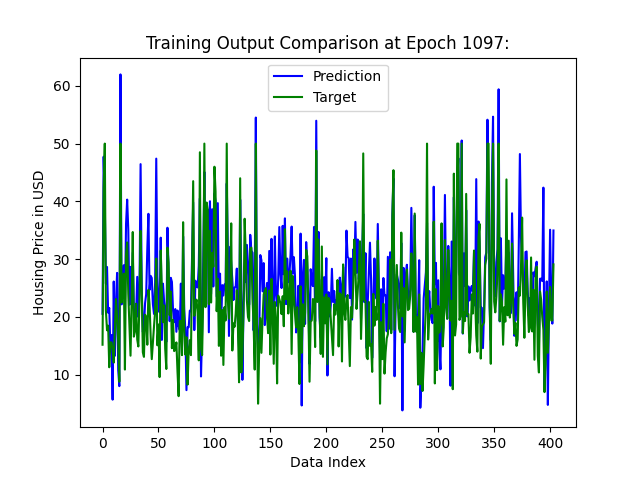 Training Output Comparison at Epoch 1097:
Prediction
Target
Housing Price in USD
60
50
40
30
20
10
0 50 100 150 200 250 300 350 400
Data Index